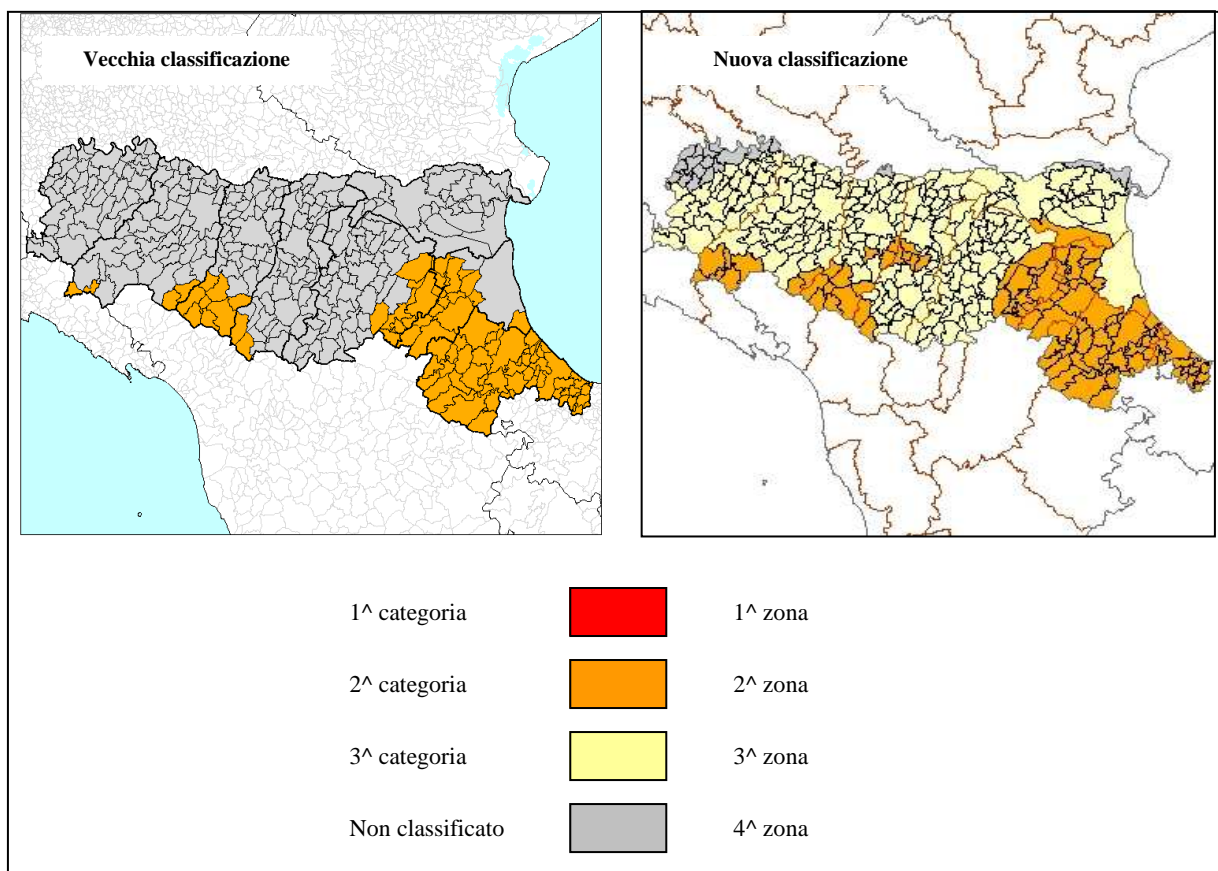 Vecchia classificazione
Nuova classificazione
1^ categoria
1^ zona
2^ categoria
2^ zona
3^ categoria
3^ zona
Non classificato
4^ zona